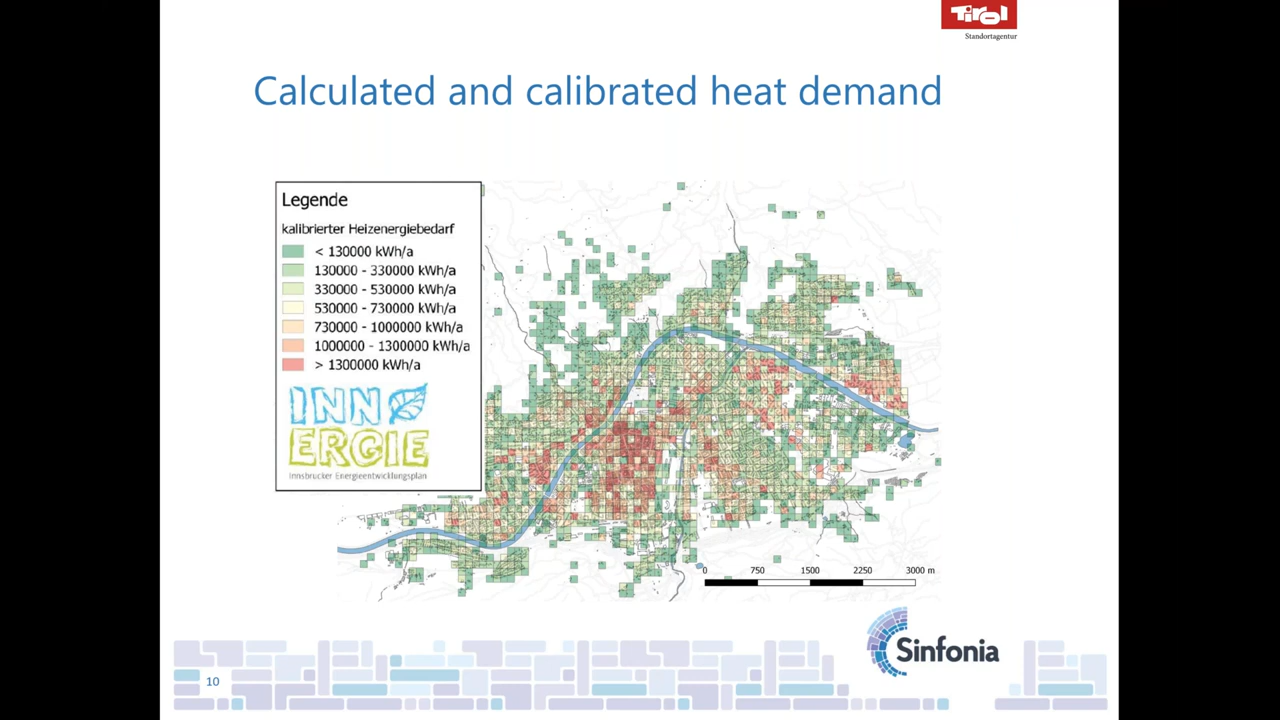 Tirol
Standortagentur
Calculated and calibrated heat demand
Legende
kalibrierter Heizenergiebedarf
< 130000 kWh/a
130000 - 330000 kWh/a
330000 - 530000 kWh/a
530000 - 730000 kWh/a
730000 - 1000000 kWh/a
1000000 - 1300000 kWh/a
> 1300000 kWh/a
INN
ERGIE
Innsbrucker Energieentwicklungsplan
0 750 1500 2250 3000 m
Sinfonia
10